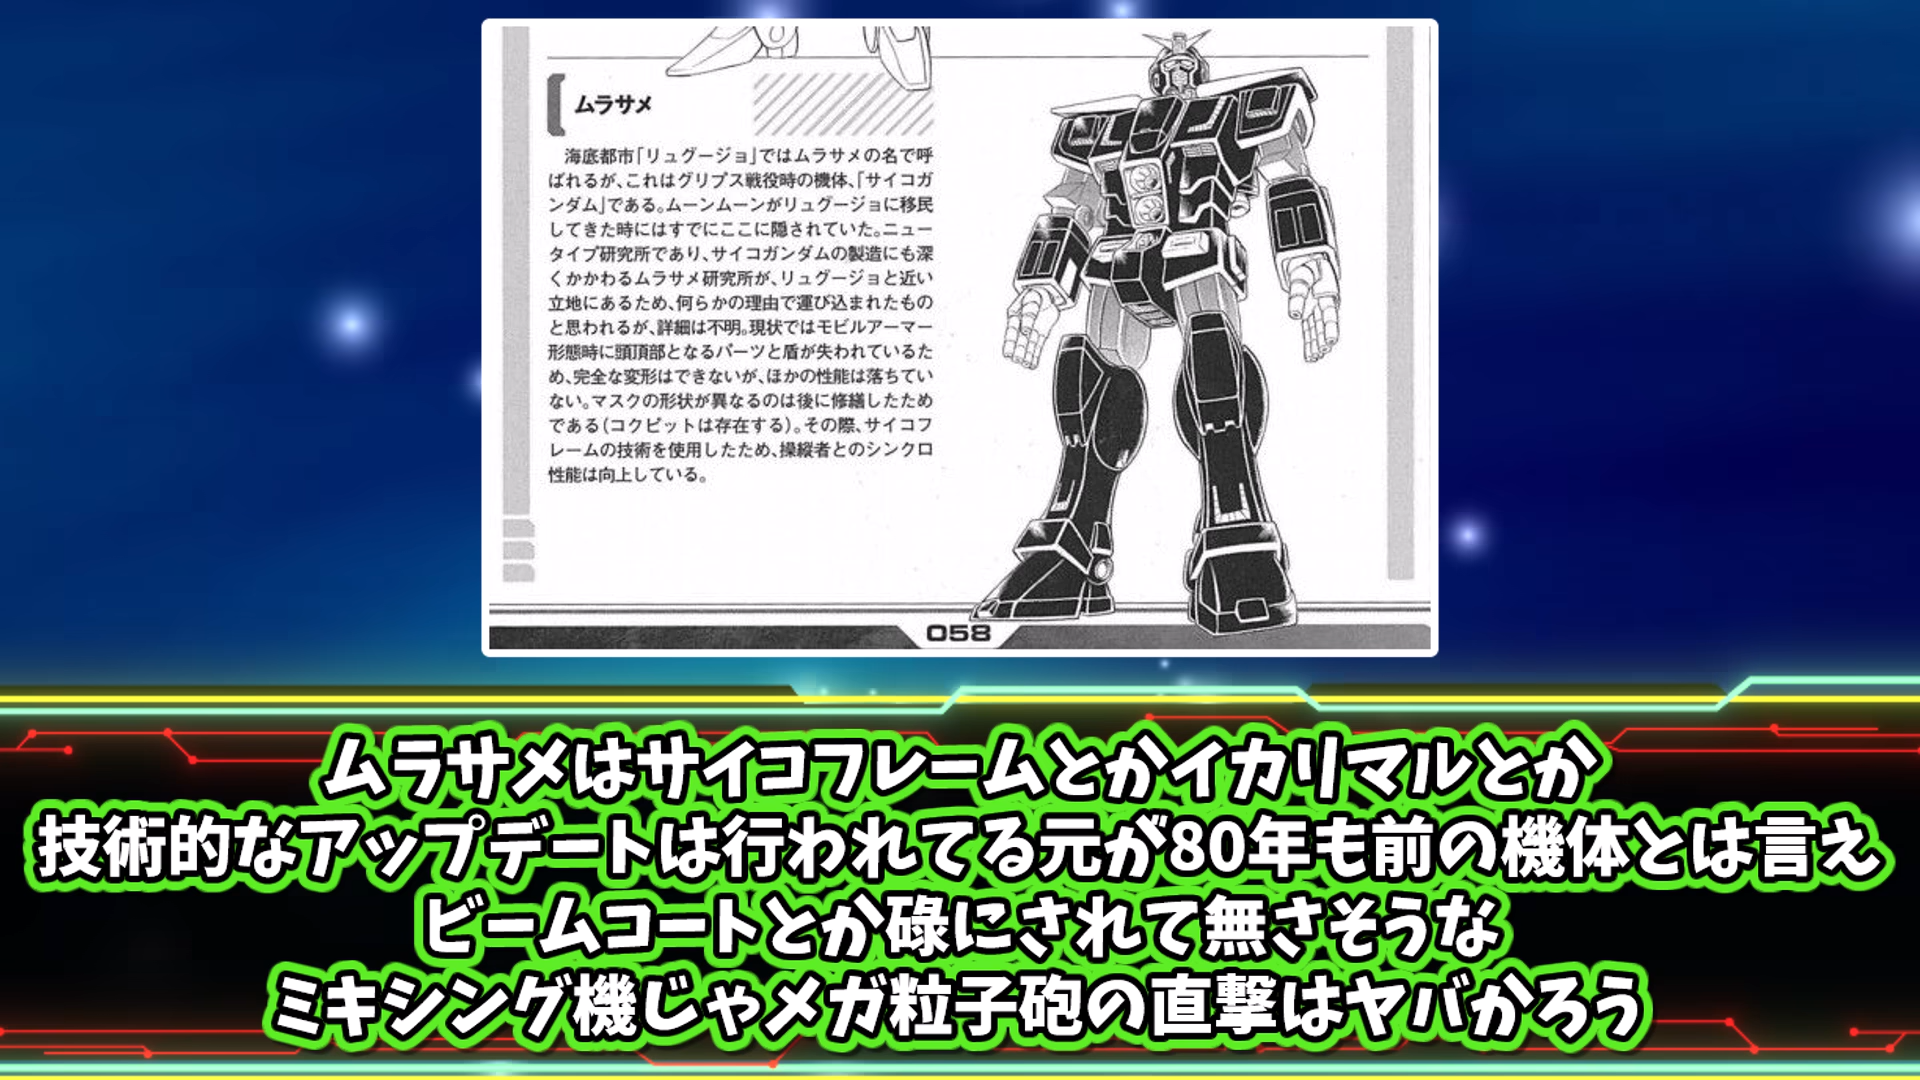 ムラサメ
海底都市「リュグージョ」ではムラサメの名で呼
ばれるが、これはグリプス戦役時の機体、「サイコガ
ンダム」である。ムーンムーンがリュグージョに移民
してきた時にはすでにここに隠されていた。ニュー
タイプ研究所であり、サイコガンダムの製造にも深
くかかわるムラサメ研究所が、リュグージョと近い
立地にあるため、何らかの理由で運び込まれたもの
と思われるが、詳細は不明。現状ではモビルアーマー
形態時に頭頂部となるパーツと盾が失われているた
め、完全な変形はできないが、ほかの性能は落ちてい
ない。マスクの形状が異なるのは後に修繕したため
である（コクピットは存在する）。その際、サイコフ
レームの技術を使用したため、操縦者とのシンクロ
性能は向上している。
058
ムラサメはサイコフレームとかイカリマルとか
技術的なアップデートは行われてる元が80年も前の機体とは言え
ビームコートとか碌にされて無さそうな
ミキシング機じゃメガ粒子砲の直撃はヤバかろう